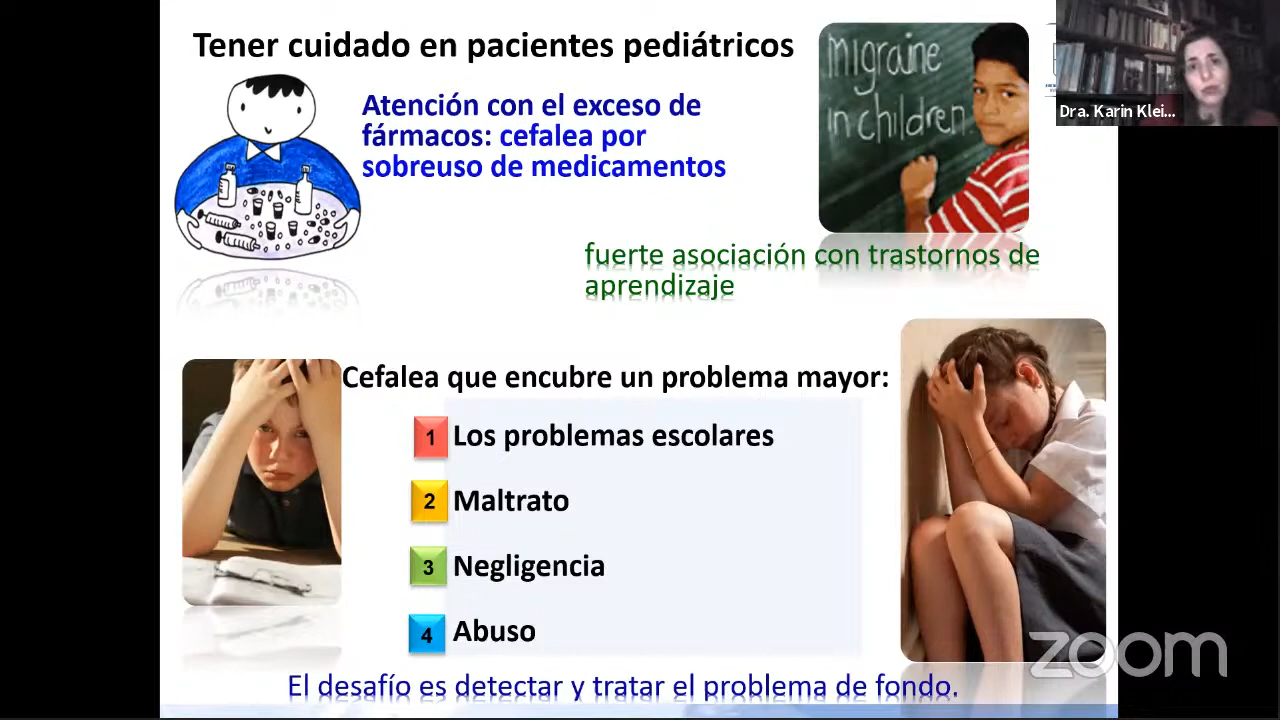 Tener cuidado en pacientes pediátricos
Atención con el exceso de
fármacos: cefalea por
sobreuso de medicamentos
migraine
in children
Dra. Karin Klei...
fuerte asociación con trastornos de
aprendizaje
Cefalea que encubre un problema mayor:
1 Los problemas escolares
2 Maltrato
3 Negligencia
4 Abuso
El desafío es detectar y tratar el problema de fondo.
zoom